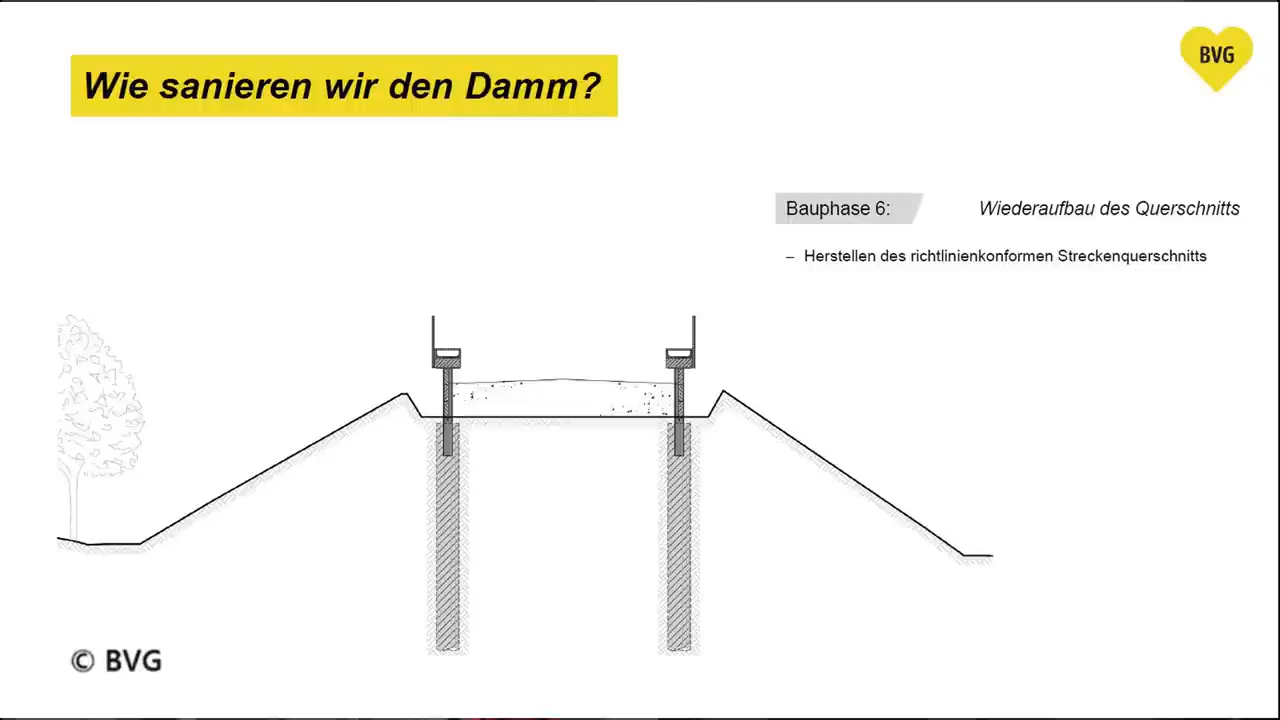 BVG
Wie sanieren wir den Damm?
Bauphase 6: Wiederaufbau des Querschnitts
– Herstellen des richtlinienkonformen Streckenquerschnitts
© BVG